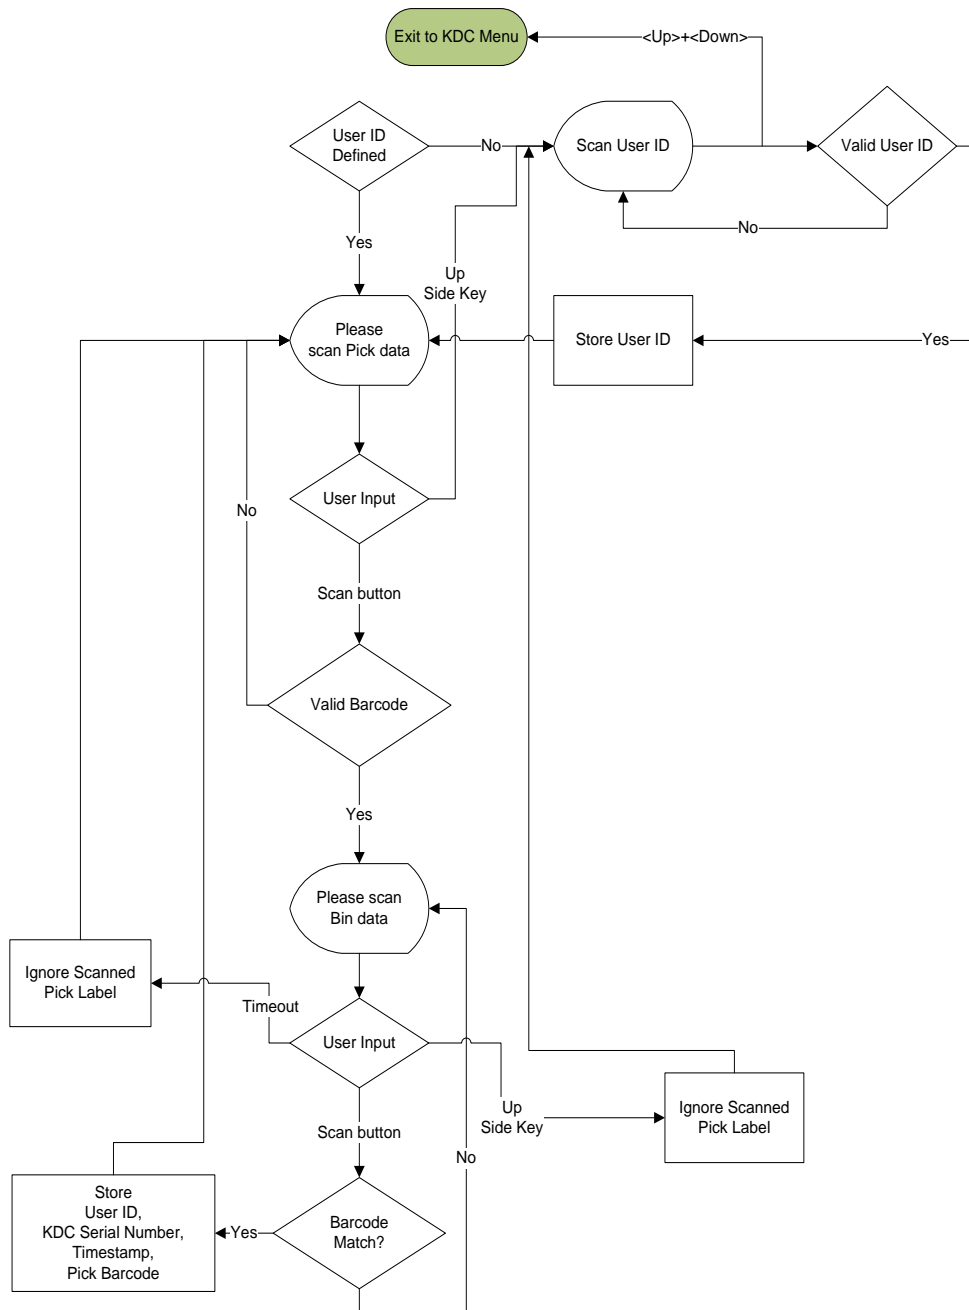 Exit to KDC Menu
<Up>+<Down>
User ID
Defined
No
Scan User ID
Valid User ID
No
Yes
Up
Side Key
Please
scan Pick data
Store User ID
Yes
User Input
No
Scan button
Valid Barcode
Yes
Please scan
Bin data
Ignore Scanned
Pick Label
Timeout
User Input
Up
Side Key
Ignore Scanned
Pick Label
Scan button
No
Store
User ID,
KDC Serial Number,
Timestamp,
Pick Barcode
Yes
Barcode
Match?